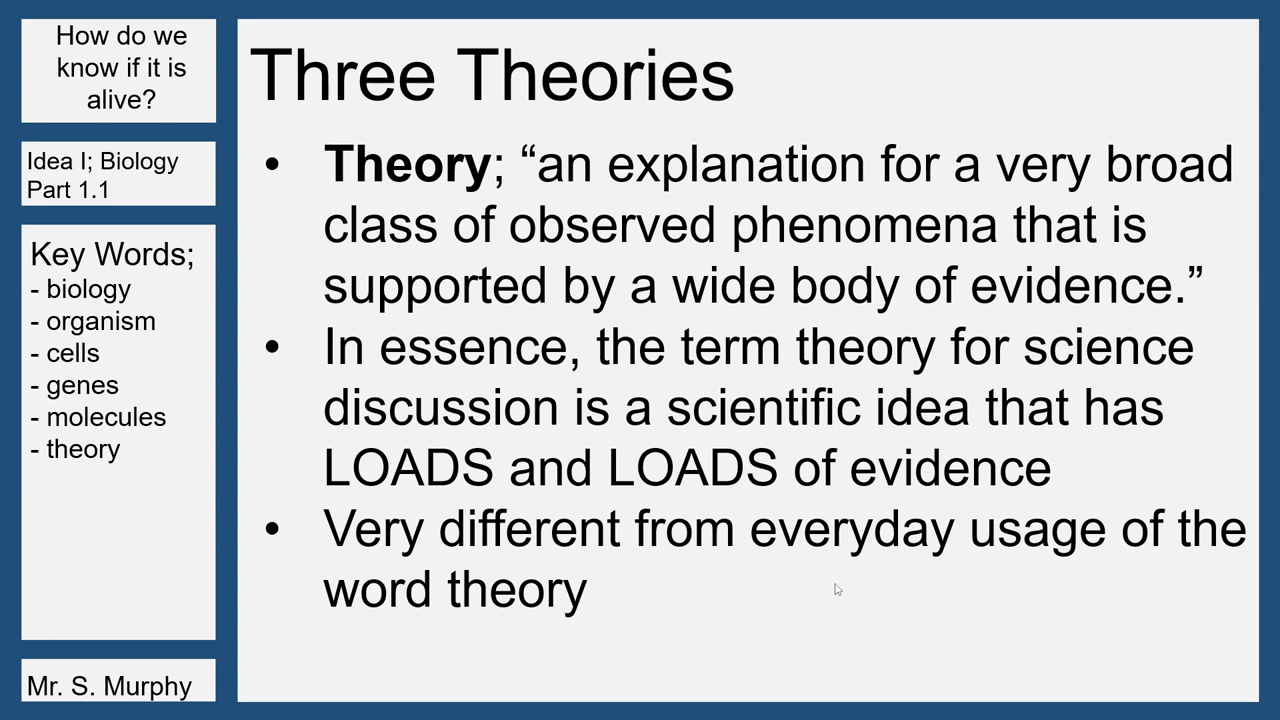 How do we
know if it is
alive?
Idea I; Biology
Part 1.1
Key Words;
- biology
- organism
- cells
- genes
- molecules
- theory
Mr. S. Murphy
Three Theories
• Theory; “an explanation for a very broad
class of observed phenomena that is
supported by a wide body of evidence.”
• In essence, the term theory for science
discussion is a scientific idea that has
LOADS and LOADS of evidence
• Very different from everyday usage of the
word theory